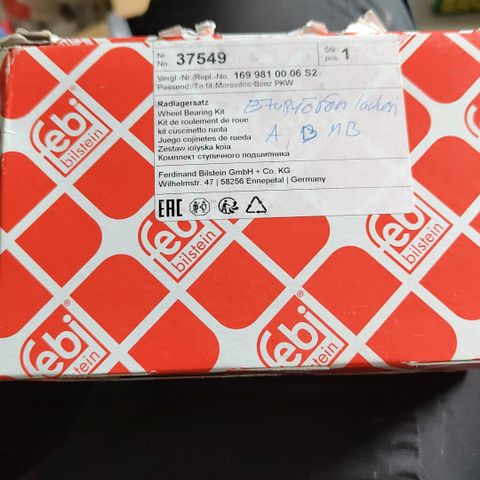 Nr.
No. 37549
Stk.
pcs. 1
Vergl.-Nr./Repl.-No. 169 981 00 06 S2
Passend/To fit:Mercedes-Benz PKW
Radlagersatz
Wheel Bearing Kit
Kit de roulement de roue
kit cuscinetto ruota
Juego cojinetes de rueda
Zestaw łożyska koła
Комплект ступичного подшипника
A, B MB
Ferdinand Bilstein GmbH + Co. KG
Wilhelmstr. 47 | 58256 Ennepetal | Germany
EAC
febi
bilstein
febi
bilstein
febi
bilstein
febi
bilstein
febi
bilstein